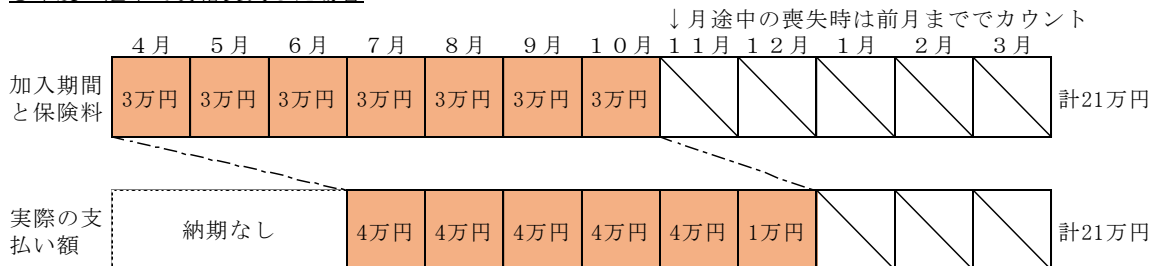 ↓月途中の喪失時は前月まででカウント
4月 5月 6月 7月 8月 9月 10月 11月 12月 1月 2月 3月
加入期間
と保険料
3万円 3万円 3万円 3万円 3万円 3万円 3万円
計21万円
実際の支
払い額
納期なし 4万円 4万円 4万円 4万円 4万円 1万円
計21万円